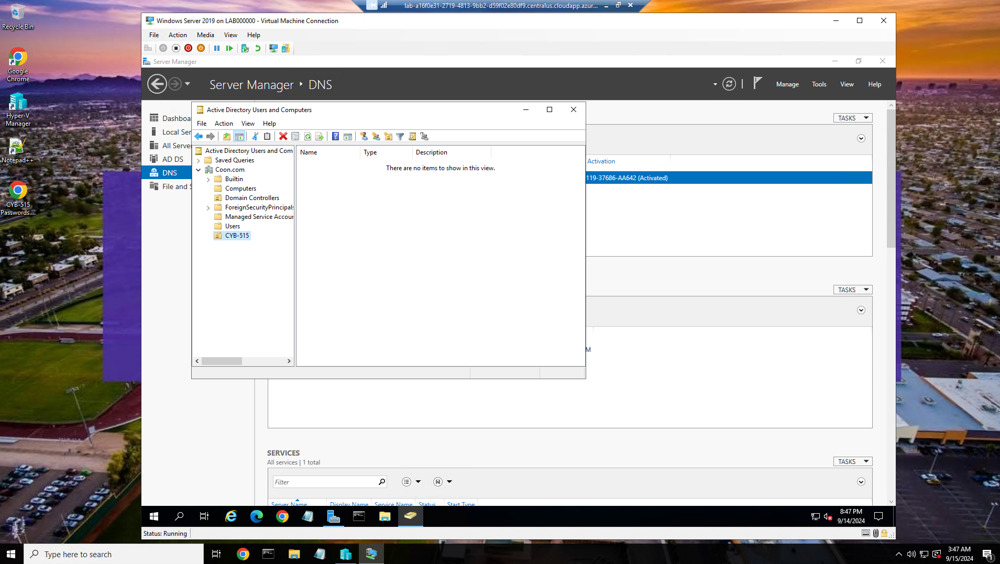 lab-a16f0e31-2719-4813-9bb2-d59f02e80df9.centralus.cloudapp.azur...
Recycle Bin
Google
Chrome
Hyper-V
Manager
Notepad++
CYB-515
Passwords....
Windows Server 2019 on LAB000000 - Virtual Machine Connection
File Action Media View Help
Server Manager
Server Manager DNS
Manage Tools View Help
Dashboa
Local Ser
All Server
AD DS
DNS
File and S
Active Directory Users and Computers
File Action View Help
Active Directory Users and Com
Saved Queries
Coon.com
Builtin
Computers
Domain Controllers
ForeignSecurityPrincipals
Managed Service Accour
Users
CYB-515
Name Type Description
There are no items to show in this view.
TASKS
Activation
119-37686-AA642 (Activated)
TASKS
M
SERVICES
All services | 1 total
TASKS
Filter
Server Name Display Name Service Name Status Start Type
8:47 PM
9/14/2024
Status: Running
Type here to search
3:47 AM
9/15/2024
1